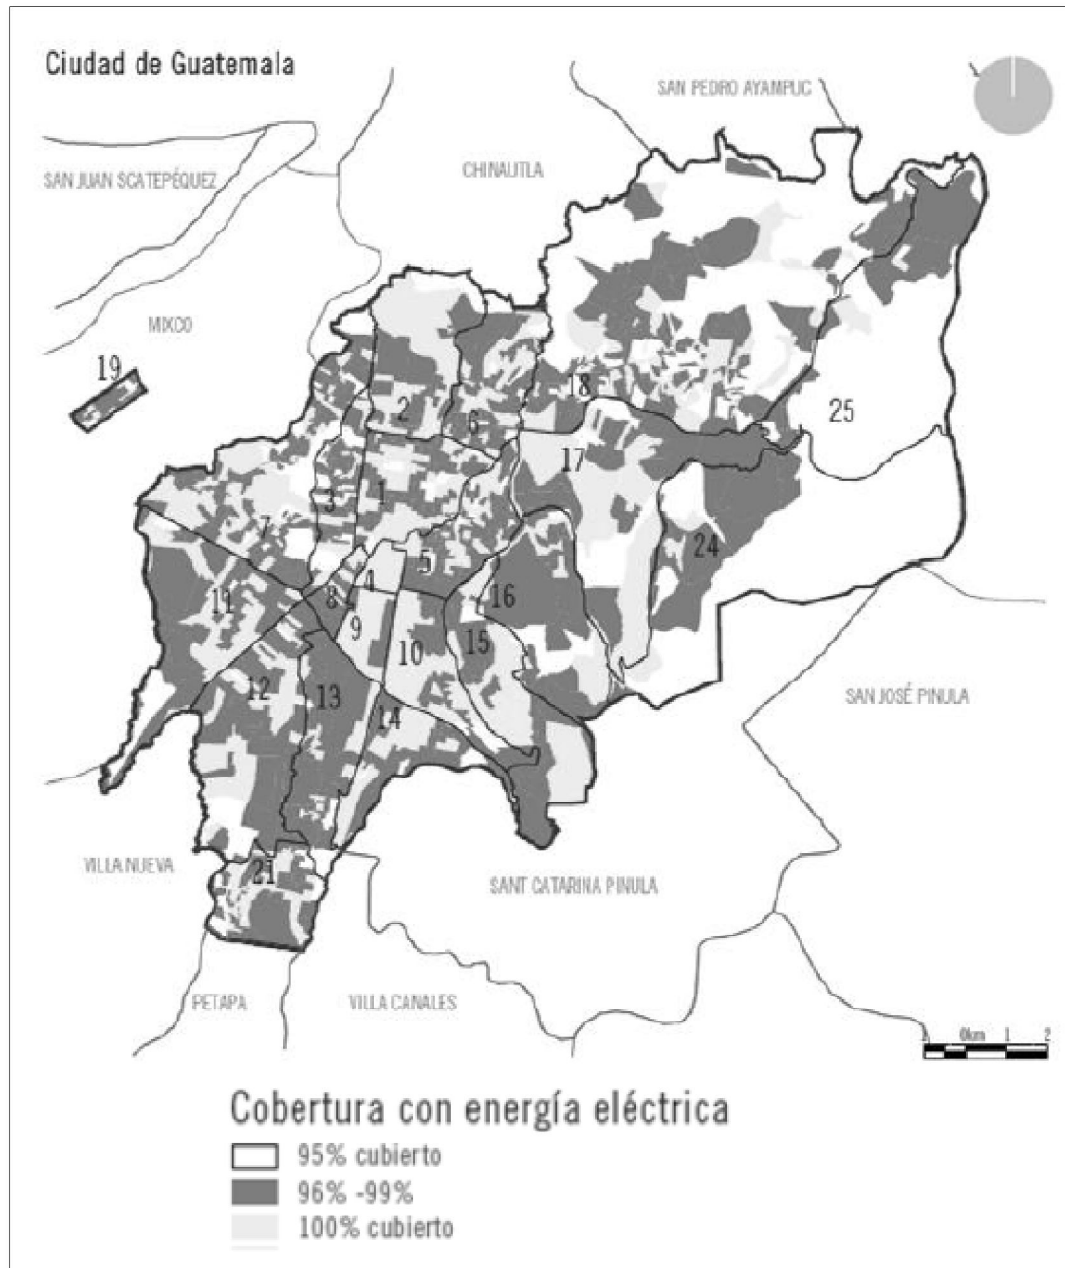 Ciudad de Guatemala
SAN PEDRO AYAMPUC
CHINAUTLA
SAN JUAN SCATEPÉQUEZ
MIXCO
19
18
25
2
6
17
3
1
7
24
5
4
11
8
16
9
10
15
12
13
14
SAN JOSÉ PINULA
VILLA NUEVA
21
SANT CATARINA PINULA
PETAPA
VILLA CANALES
1 0km 1 2
Cobertura con energía eléctrica
95% cubierto
96% -99%
100% cubierto